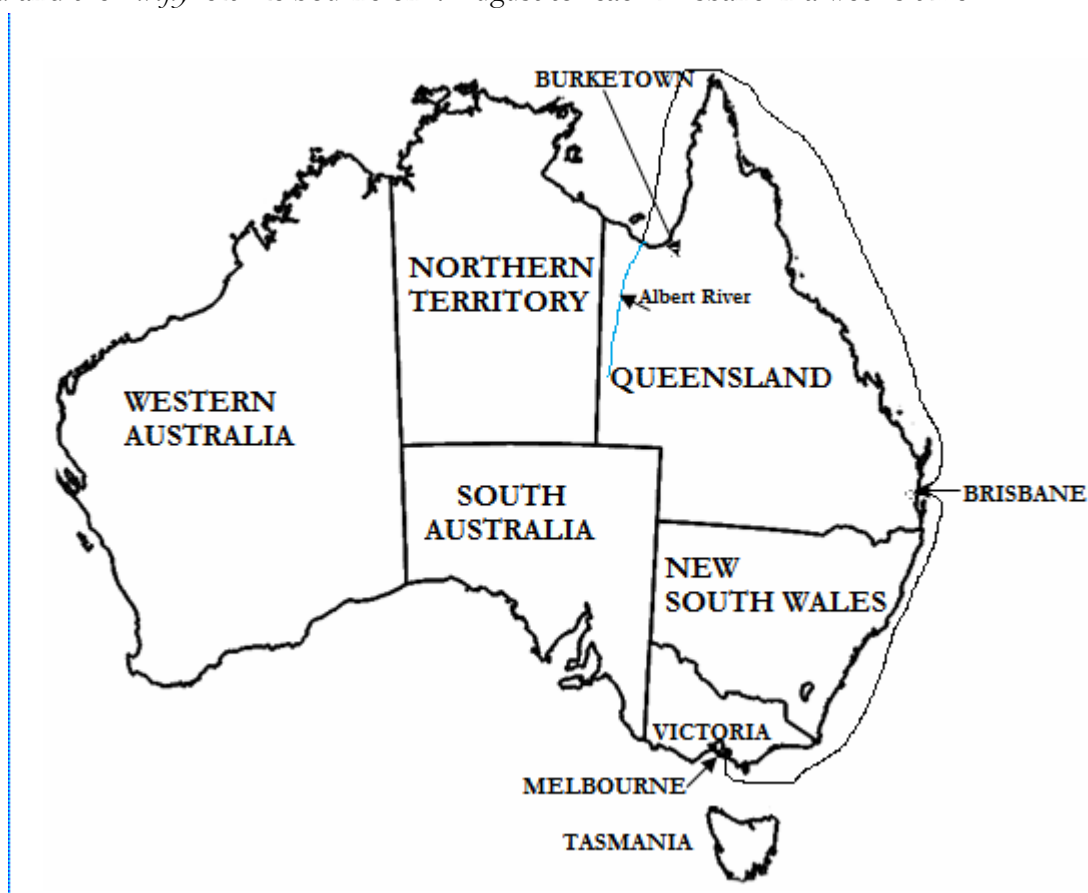 BURKETOWN
NORTHERN
TERRITORY
Albert River
QUEENSLAND
WESTERN
AUSTRALIA
SOUTH
AUSTRALIA
BRISBANE
NEW
SOUTH WALES
VICTORIA
MELBOURNE
TASMANIA